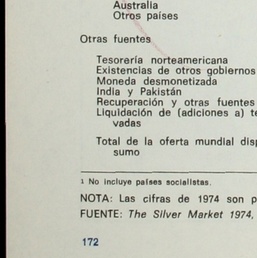 Australia
Otros países
Otras fuentes
Tesorería norteamericana
Existencias de otros gobiernos
Moneda desmonetizada
India y Pakistán
Recuperación y otras fuentes
Liquidación de (adiciones a) te
vadas
Total de la oferta mundial disp
sumo
1 No incluye países socialistas.
NOTA: Las cifras de 1974 son p
FUENTE: The Silver Market 1974,
172